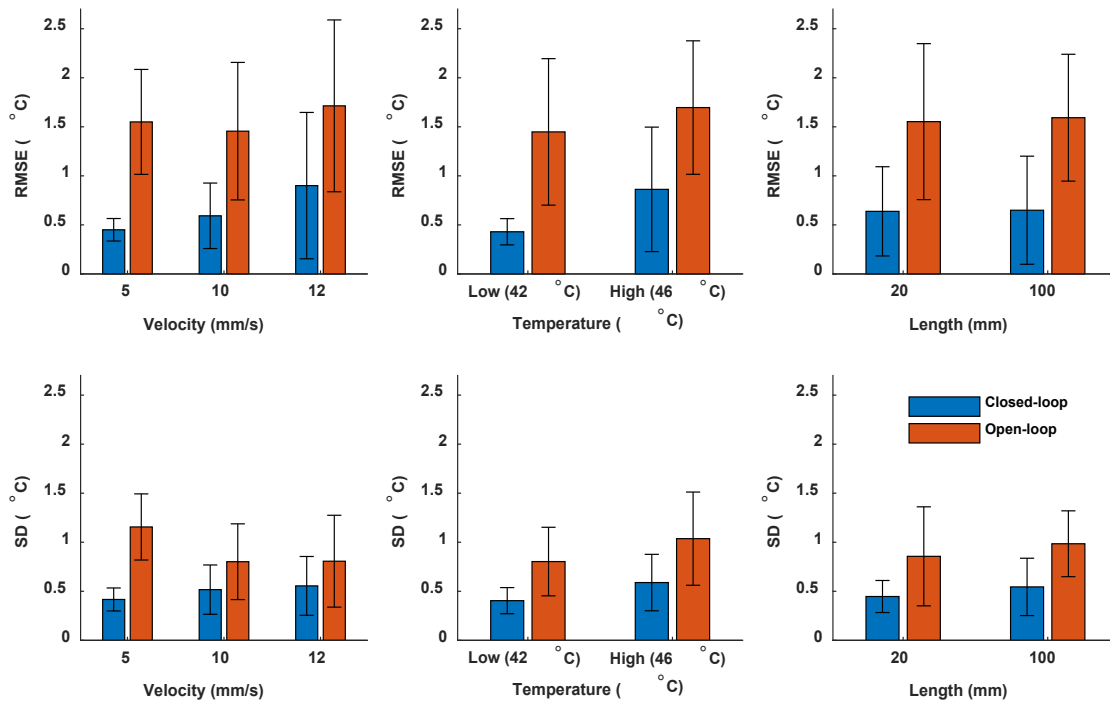 2.5
2
1.5
1
0.5
0
RMSE ( °C)
5 10 12
Velocity (mm/s)
2.5
2
1.5
1
0.5
0
RMSE ( °C)
Low (42 °C) High (46 °C)
Temperature ( °C)
2.5
2
1.5
1
0.5
0
RMSE ( °C)
20 100
Length (mm)
2.5
2
1.5
1
0.5
0
SD ( °C)
5 10 12
Velocity (mm/s)
2.5
2
1.5
1
0.5
0
SD ( °C)
Low (42 °C) High (46 °C)
Temperature ( °C)
2.5
2
1.5
1
0.5
0
SD ( °C)
Closed-loop
Open-loop
20 100
Length (mm)